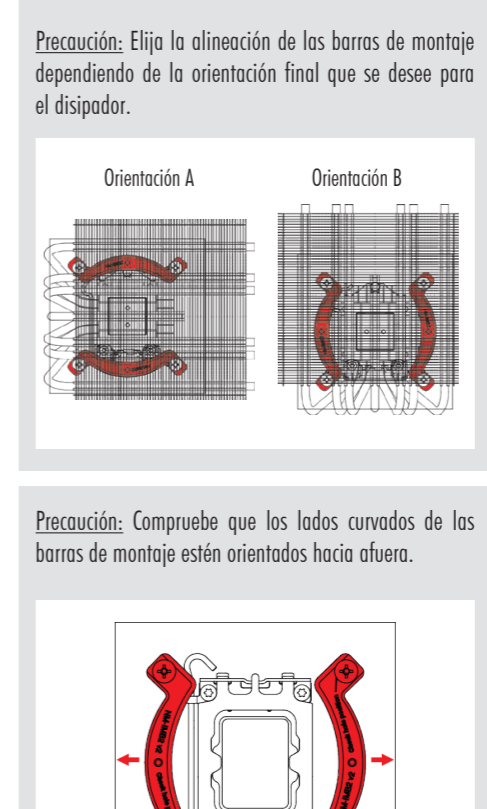 Precaución: Elija la alineación de las barras de montaje
dependiendo de la orientación final que se desee para
el disipador.
Orientación A
Orientación B
Precaución: Compruebe que los lados curvados de las
barras de montaje estén orientados hacia afuera.